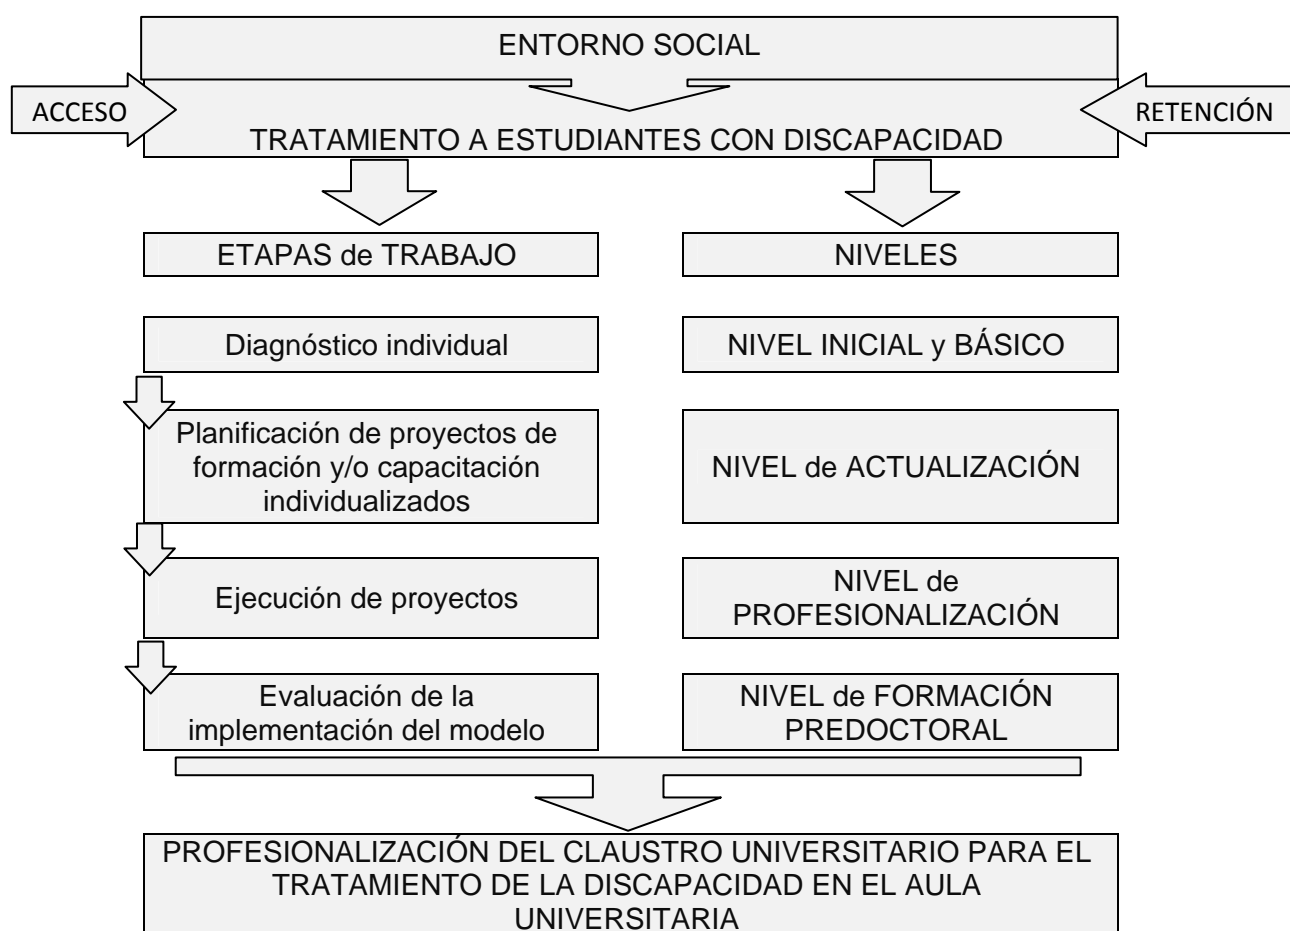 ENTORNO SOCIAL
ACCESO
RETENCIÓN
TRATAMIENTO A ESTUDIANTES CON DISCAPACIDAD
ETAPAS de TRABAJO
NIVELES
Diagnóstico individual
NIVEL INICIAL y BÁSICO
Planificación de proyectos de
formación y/o capacitación
individualizados
NIVEL de ACTUALIZACIÓN
Ejecución de proyectos
NIVEL de
PROFESIONALIZACIÓN
Evaluación de la
implementación del modelo
NIVEL de FORMACIÓN
PREDOCTORAL
PROFESIONALIZACIÓN DEL CLAUSTRO UNIVERSITARIO PARA EL
TRATAMIENTO DE LA DISCAPACIDAD EN EL AULA
UNIVERSITARIA